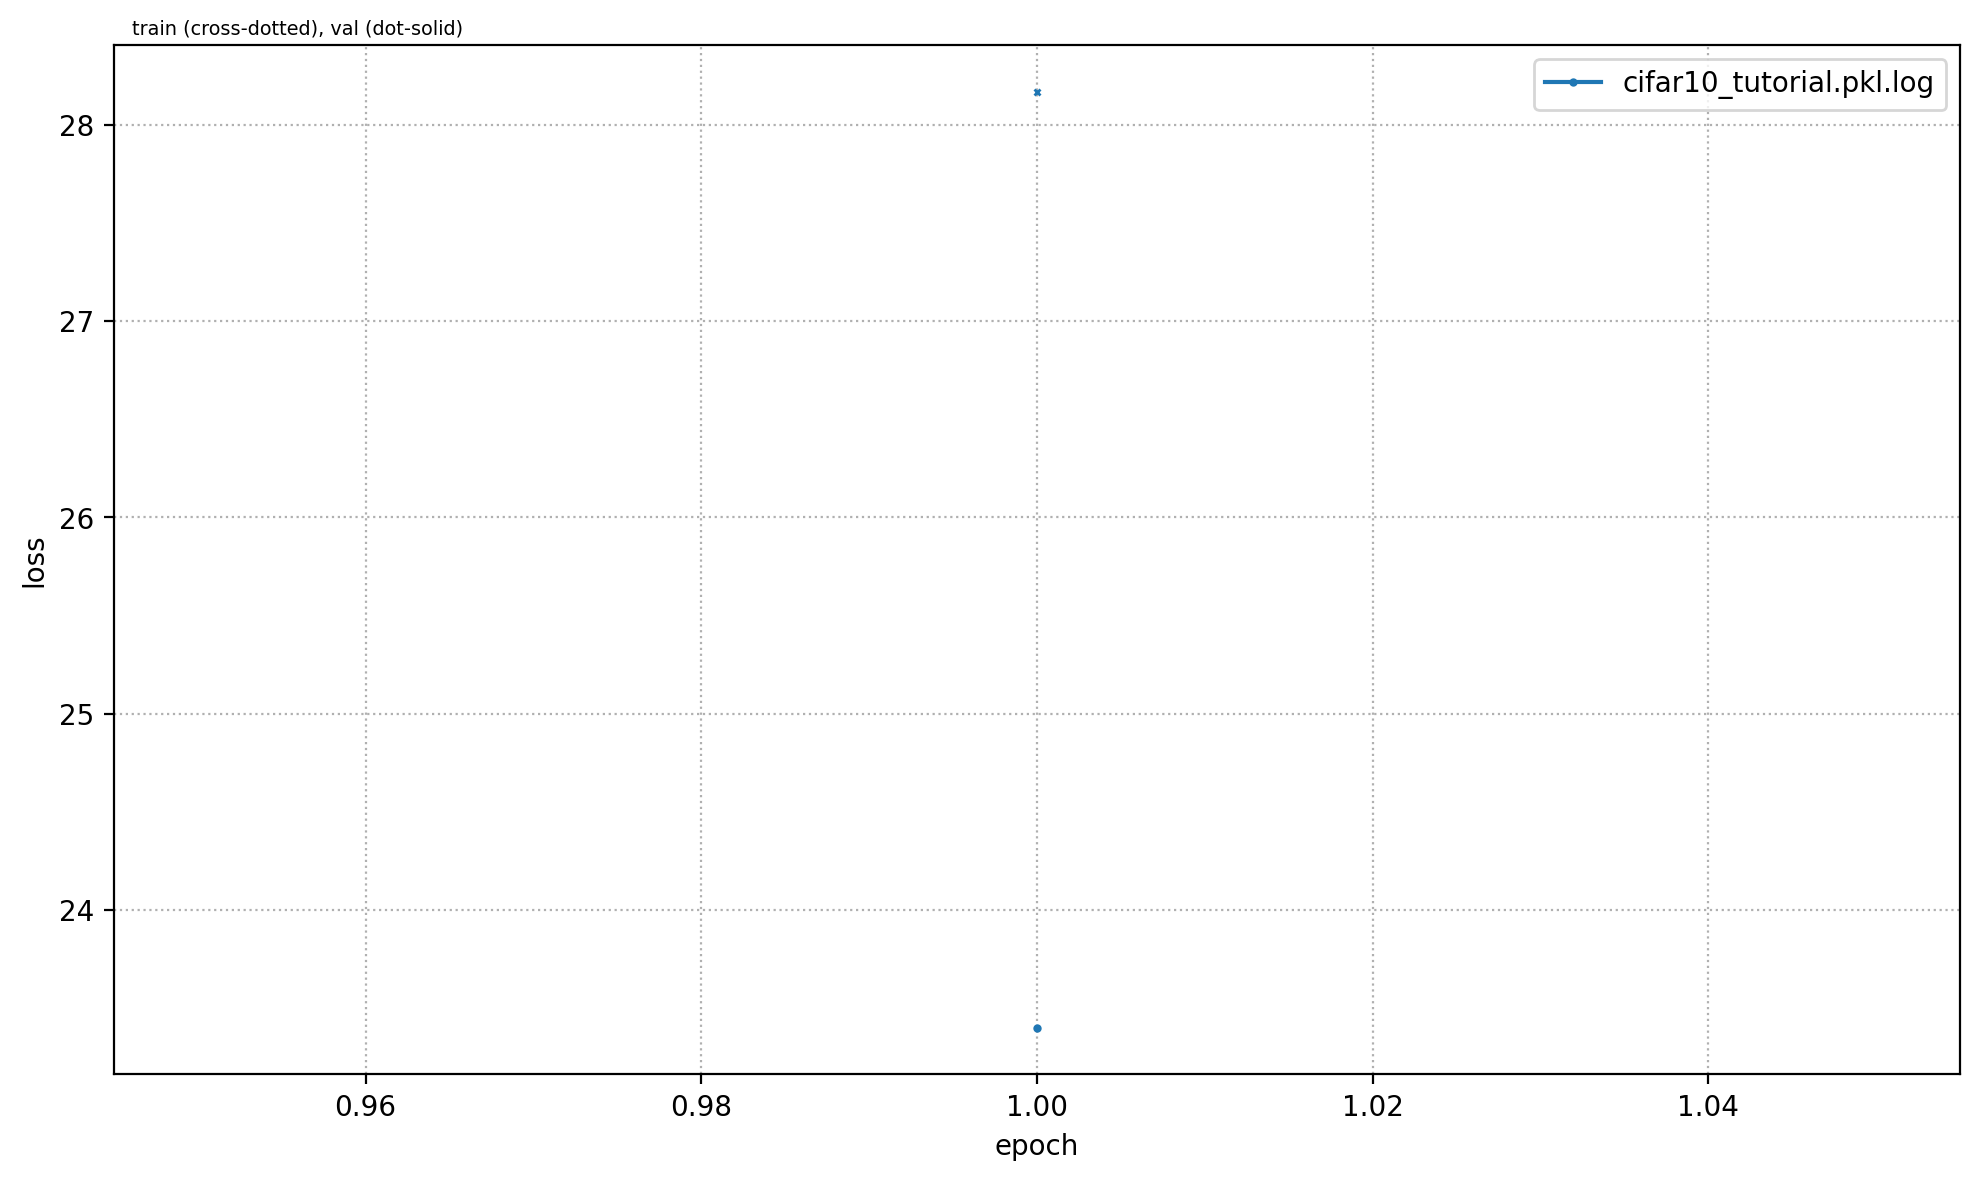 train (cross-dotted), val (dot-solid)
cifar10_tutorial.pkl.log
28
27
26
25
24
loss
0.96 0.98 1.00 1.02 1.04
epoch